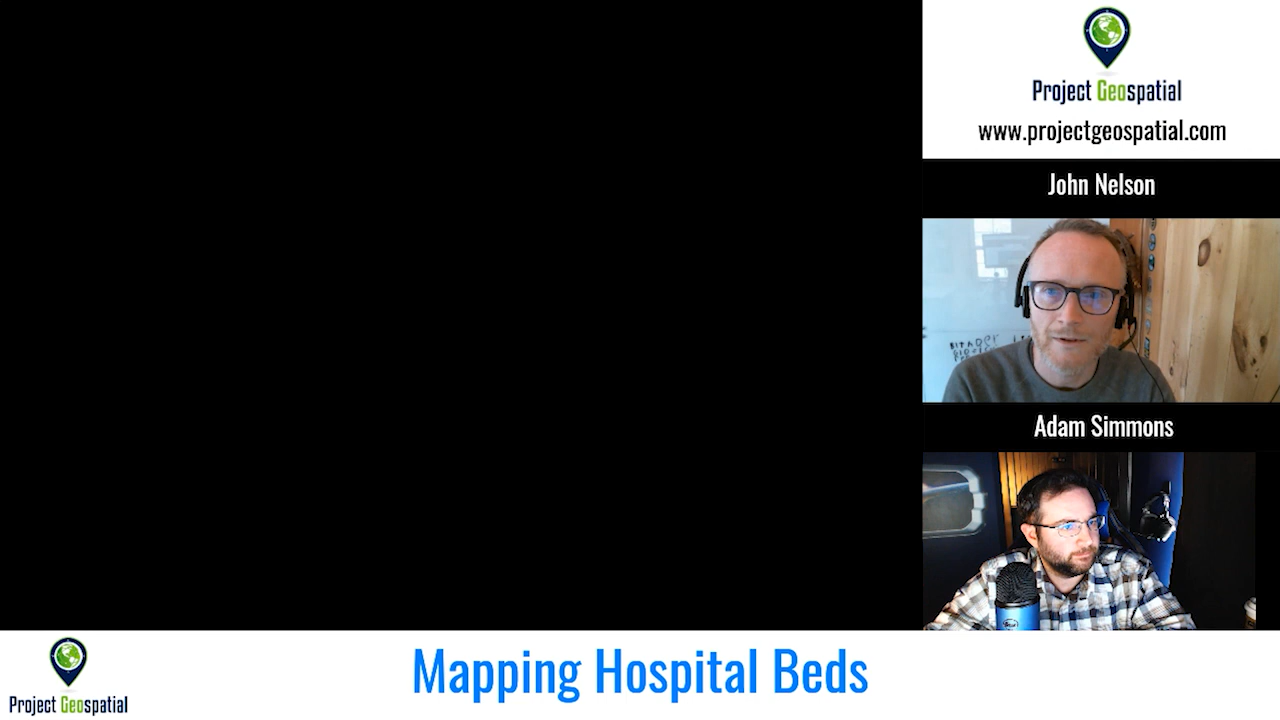 Project Geospatial
www.projectgeospatial.com
John Nelson
Adam Simmons
Project Geospatial
Mapping Hospital Beds